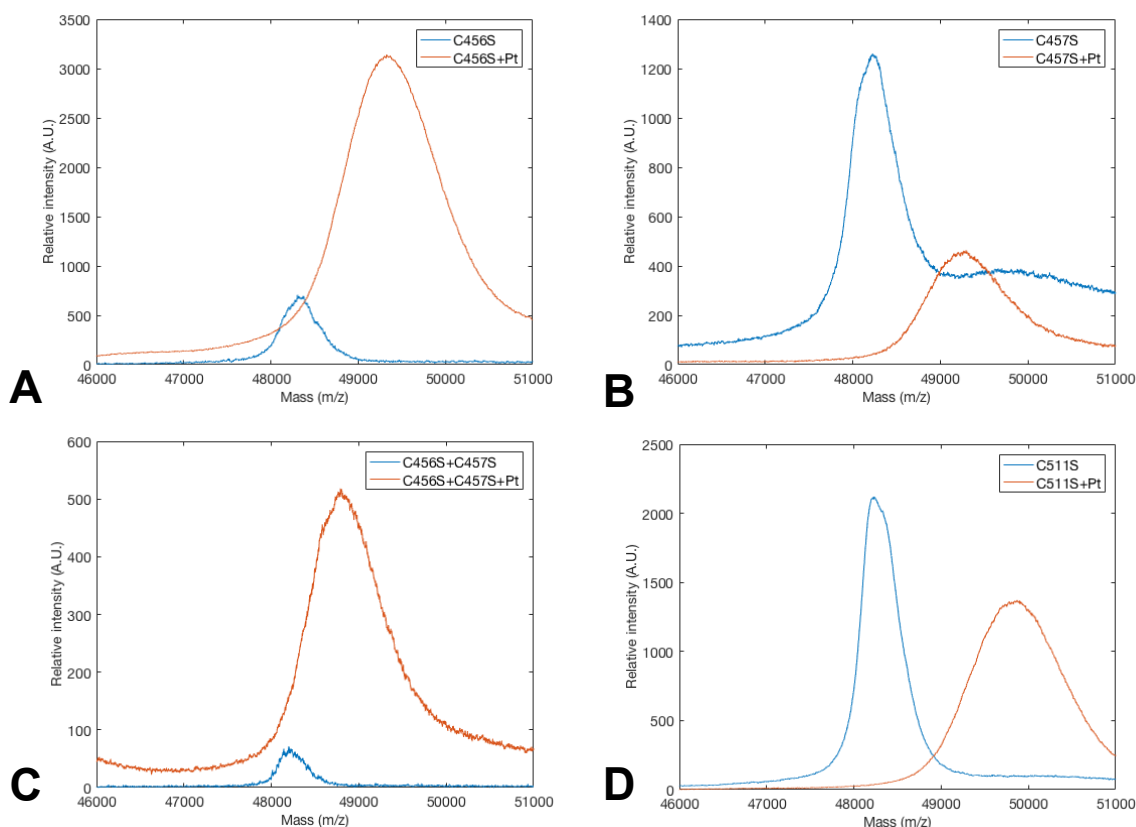 3500
3000
2500
2000
1500
1000
500
0
Relative intensity (A.U.)
46000 47000 48000 49000 50000 51000
Mass (m/z)
C456S
C456S+Pt
A
1400
1200
1000
800
600
400
200
0
Relative intensity (A.U.)
46000 47000 48000 49000 50000 51000
Mass (m/z)
C457S
C457S+Pt
B
600
500
400
300
200
100
0
Relative intensity (A.U.)
46000 47000 48000 49000 50000 51000
Mass (m/z)
C456S+C457S
C456S+C457S+Pt
C
2500
2000
1500
1000
500
0
Relative intensity (A.U.)
46000 47000 48000 49000 50000 51000
Mass (m/z)
C511S
C511S+Pt
D